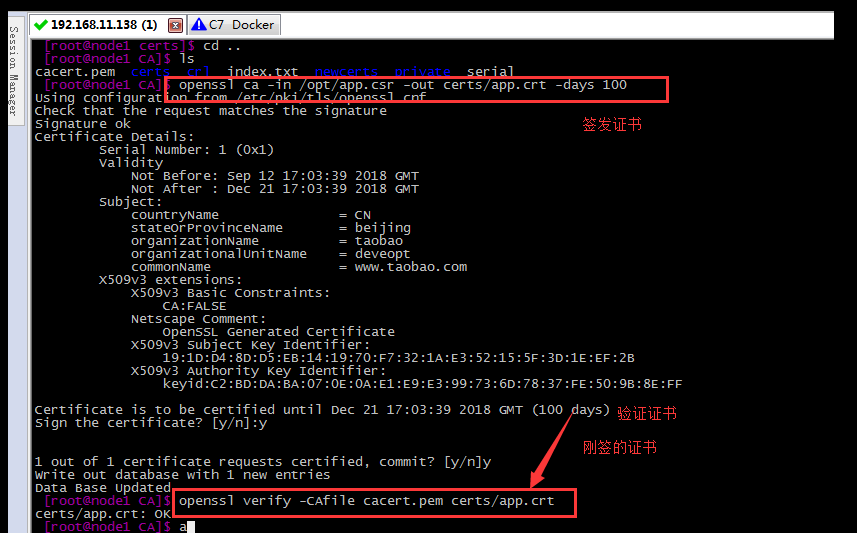 192.168.11.138 (1)
C7 Docker
Session Manager
[root@node1 certs]$ cd ..
[root@node1 CA]$ ls
cacert.pem certs crl index.txt newcerts private serial
[root@node1 CA]$ openssl ca -in /opt/app.csr -out certs/app.crt -days 100
Using configuration from /etc/pki/tls/openssl.cnf
Check that the request matches the signature
签发证书
Signature ok
Certificate Details:
Serial Number: 1 (0x1)
Validity
Not Before: Sep 12 17:03:39 2018 GMT
Not After : Dec 21 17:03:39 2018 GMT
Subject:
countryName = CN
stateOrProvinceName = beijing
organizationName = taobao
organizationalUnitName = deveopt
commonName = www.taobao.com
X509v3 extensions:
X509v3 Basic Constraints:
CA:FALSE
Netscape Comment:
OpenSSL Generated Certificate
X509v3 Subject Key Identifier:
19:1D:D4:8D:D5:EB:14:19:70:F7:32:1A:E3:52:15:5F:3D:1E:EF:2B
X509v3 Authority Key Identifier:
keyid:C2:BD:DA:BA:07:0E:0A:E1:E9:E3:99:73:6D:78:37:FE:50:9B:8E:FF
Certificate is to be certified until Dec 21 17:03:39 2018 GMT (100 days)
验证证书
Sign the certificate? [y/n]:y
刚签的证书
1 out of 1 certificate requests certified, commit? [y/n]y
Write out database with 1 new entries
Data Base Updated
[root@node1 CA]$ openssl verify -CAfile cacert.pem certs/app.crt
certs/app.crt: OK
[root@node1 CA]$ a